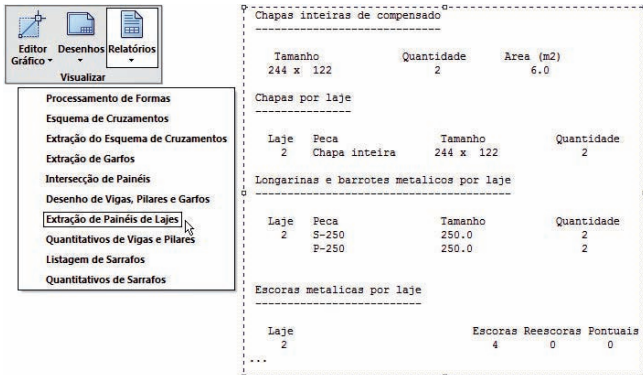 Editor Gráfico
Desenhos
Relatórios
Visualizar
Processamento de Formas
Esquema de Cruzamentos
Extração do Esquema de Cruzamentos
Extração de Garfos
Intersecção de Painéis
Desenho de Vigas, Pilares e Garfos
Extração de Painéis de Lajes
Quantitativos de Vigas e Pilares
Listagem de Sarrafos
Quantitativos de Sarrafos
Chapas inteiras de compensado
-----------------------------
Tamanho Quantidade Area (m2)
244 x 122 2 6.0
Chapas por laje
---------------
Laje Peca Tamanho Quantidade
2 Chapa inteira 244 x 122 2
Longarinas e barrotes metalicos por laje
----------------------------------------
Laje Peca Tamanho Quantidade
2 S-250 250.0 2
P-250 250.0 2
Escoras metalicas por laje
--------------------------
Laje Escoras Reescoras Pontuais
2 4 0 0
...